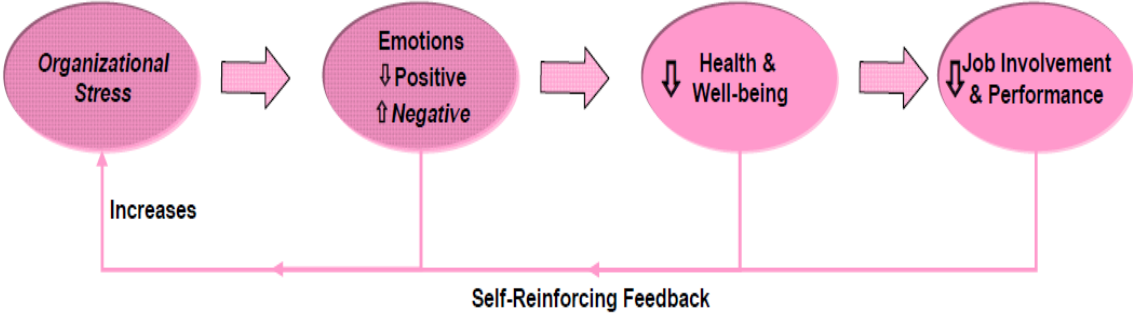 Organizational
Stress
Emotions
⇩Positive
⇧Negative
⇩ Health &
Well-being
⇩Job Involvement
& Performance
Increases
Self-Reinforcing Feedback